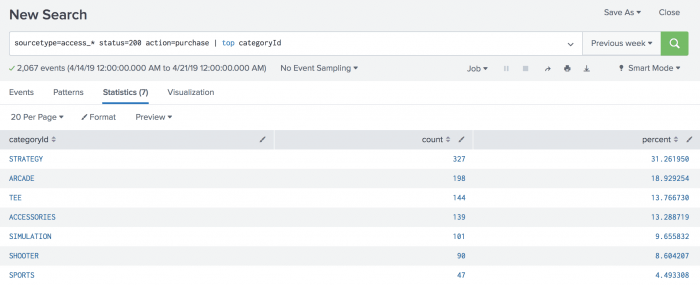 New Search
Save As Close
sourcetype=access_* status=200 action=purchase | top categoryId
Previous week
2,067 events (4/14/19 12:00:00.000 AM to 4/21/19 12:00:00.000 AM) No Event Sampling Job Smart Mode
Events Patterns Statistics (7) Visualization
20 Per Page Format Preview
categoryId count percent
STRATEGY 327 31.261950
ARCADE 198 18.929254
TEE 144 13.766730
ACCESSORIES 139 13.288719
SIMULATION 101 9.655832
SHOOTER 90 8.604207
SPORTS 47 4.493308